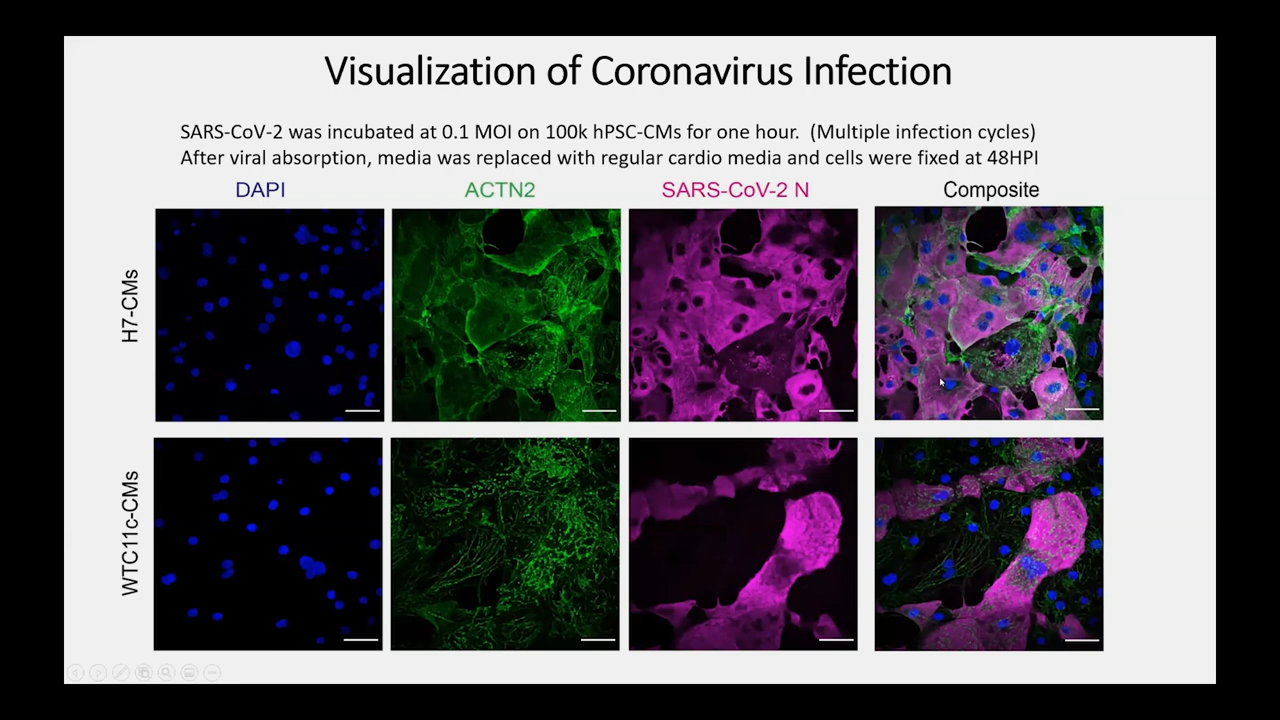 Visualization of Coronavirus Infection
SARS-CoV-2 was incubated at 0.1 MOI on 100k hPSC-CMs for one hour. (Multiple infection cycles)
After viral absorption, media was replaced with regular cardio media and cells were fixed at 48HPI
DAPI
ACTN2
SARS-CoV-2 N
Composite
H7-CMs
WTC11c-CMs